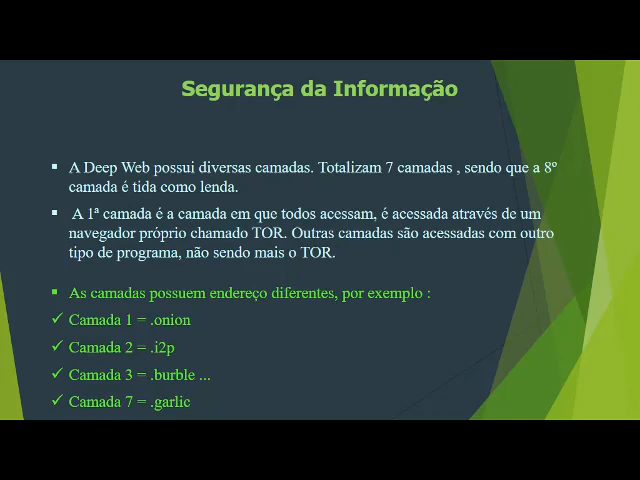 Segurança da Informação
A Deep Web possui diversas camadas. Totalizam 7 camadas , sendo que a 8º
camada é tida como lenda.
A 1ª camada é a camada em que todos acessam, é acessada através de um
navegador próprio chamado TOR. Outras camadas são acessadas com outro
tipo de programa, não sendo mais o TOR.
As camadas possuem endereço diferentes, por exemplo :
Camada 1 = .onion
Camada 2 = .i2p
Camada 3 = .burble ...
Camada 7 = .garlic